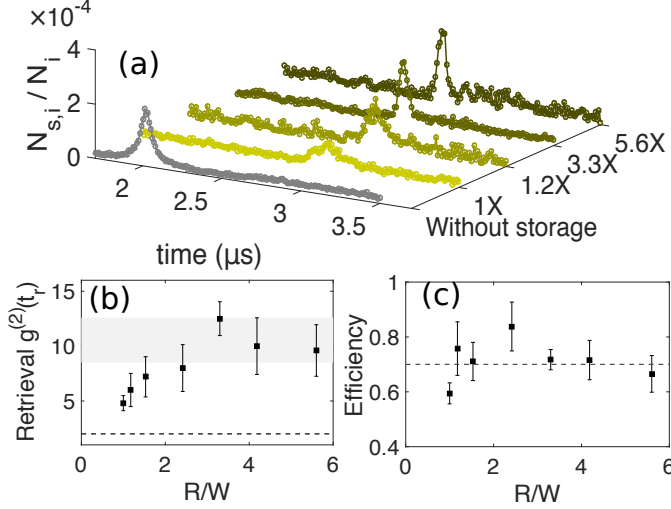 ×10⁻⁴
(a)
N_s,i / N_i
4
2
0
2
2.5
3
3.5
time (µs)
Without storage
1X
1.2X
3.3X
5.6X
(b)
Retrieval g⁽²⁾(t_r)
15
10
5
0
2
4
6
R/W
(c)
Efficiency
1
0.8
0.6
0.4
0
2
4
6
R/W